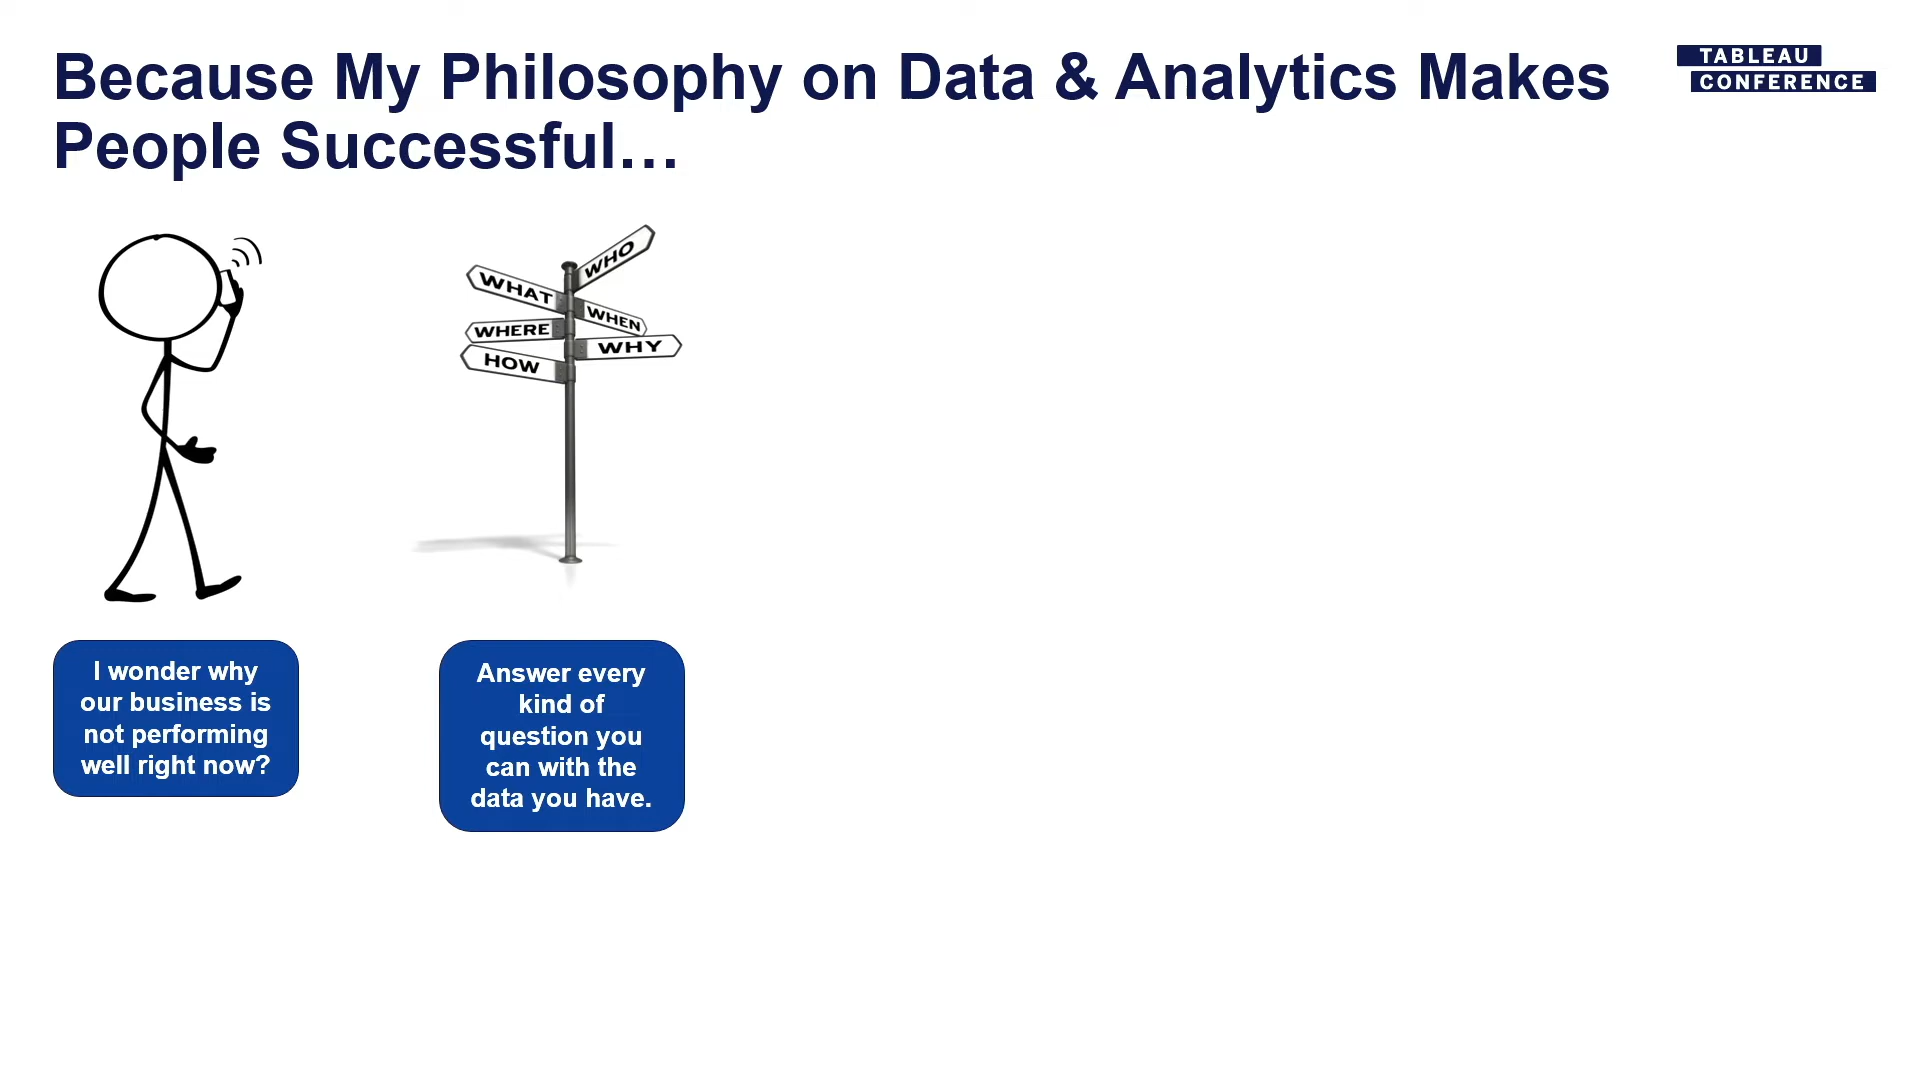 Because My Philosophy on Data & Analytics Makes
People Successful…
TABLEAU
CONFERENCE
WHO
WHAT
WHEN
WHERE
WHY
HOW
I wonder why
our business is
not performing
well right now?
Answer every
kind of
question you
can with the
data you have.